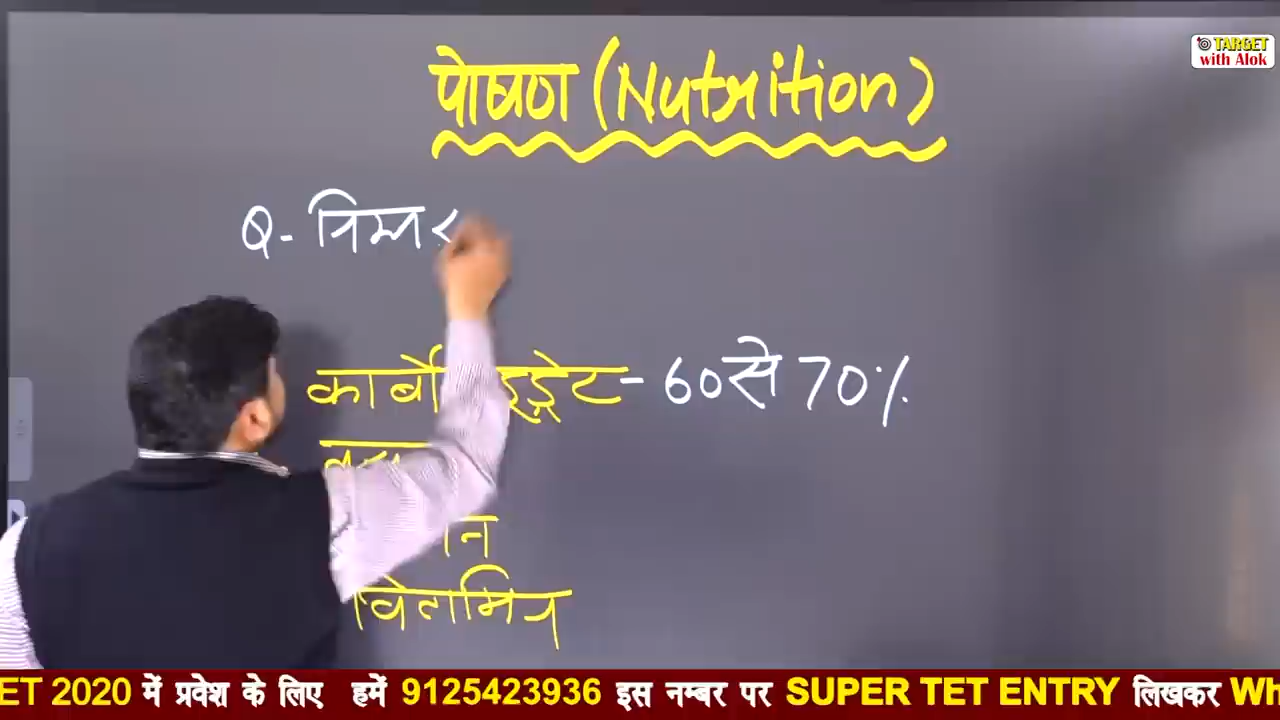 TARGET
with Alok
पोषण (Nutrition)
Q-
कार्बो - 60 से 70%
विटामिन
ET 2020 में प्रवेश के लिए हमें 9125423936 इस नम्बर पर SUPER TET ENTRY लिखकर Wh